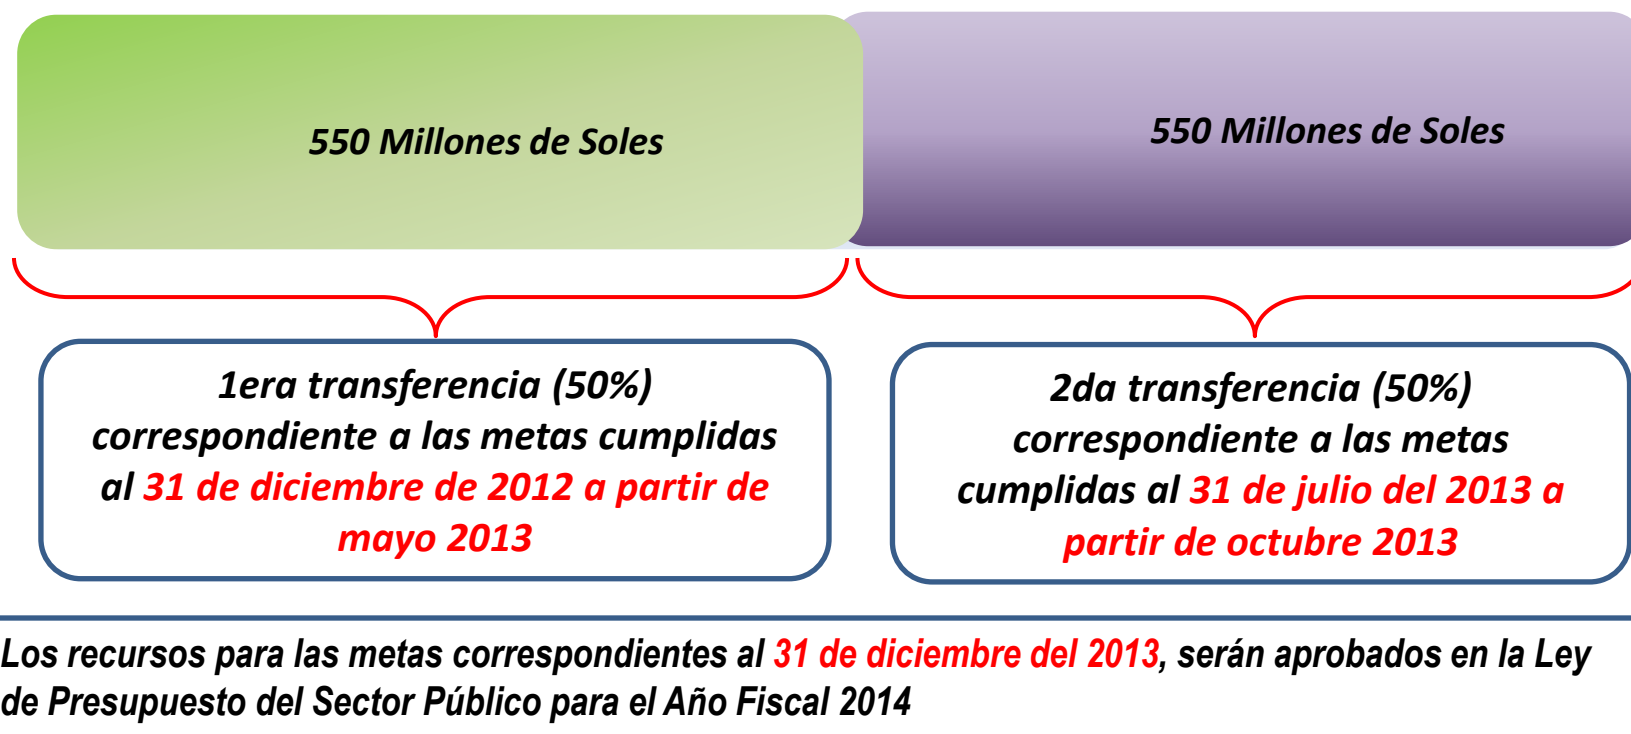 550 Millones de Soles
550 Millones de Soles
1era transferencia (50%)
correspondiente a las metas cumplidas
al 31 de diciembre de 2012 a partir de
mayo 2013
2da transferencia (50%)
correspondiente a las metas
cumplidas al 31 de julio del 2013 a
partir de octubre 2013
Los recursos para las metas correspondientes al 31 de diciembre del 2013, serán aprobados en la Ley
de Presupuesto del Sector Público para el Año Fiscal 2014